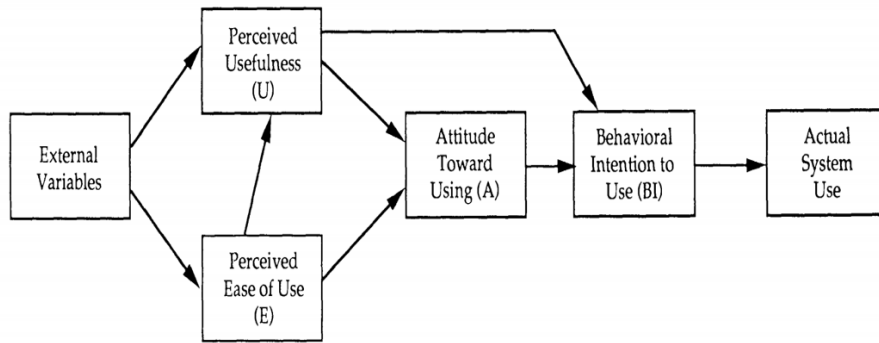 Perceived
Usefulness
(U)
External
Variables
Attitude
Toward
Using (A)
Behavioral
Intention to
Use (BI)
Actual
System
Use
Perceived
Ease of Use
(E)